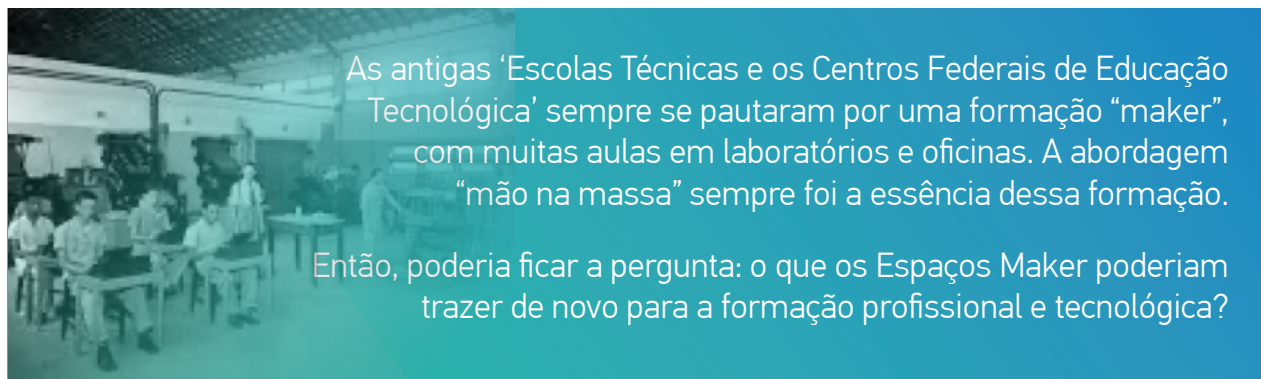 As antigas ‘Escolas Técnicas e os Centros Federais de Educação
Tecnológica’ sempre se pautaram por uma formação “maker”,
com muitas aulas em laboratórios e oficinas. A abordagem
“mão na massa” sempre foi a essência dessa formação.
Então, poderia ficar a pergunta: o que os Espaços Maker poderiam
trazer de novo para a formação profissional e tecnológica?